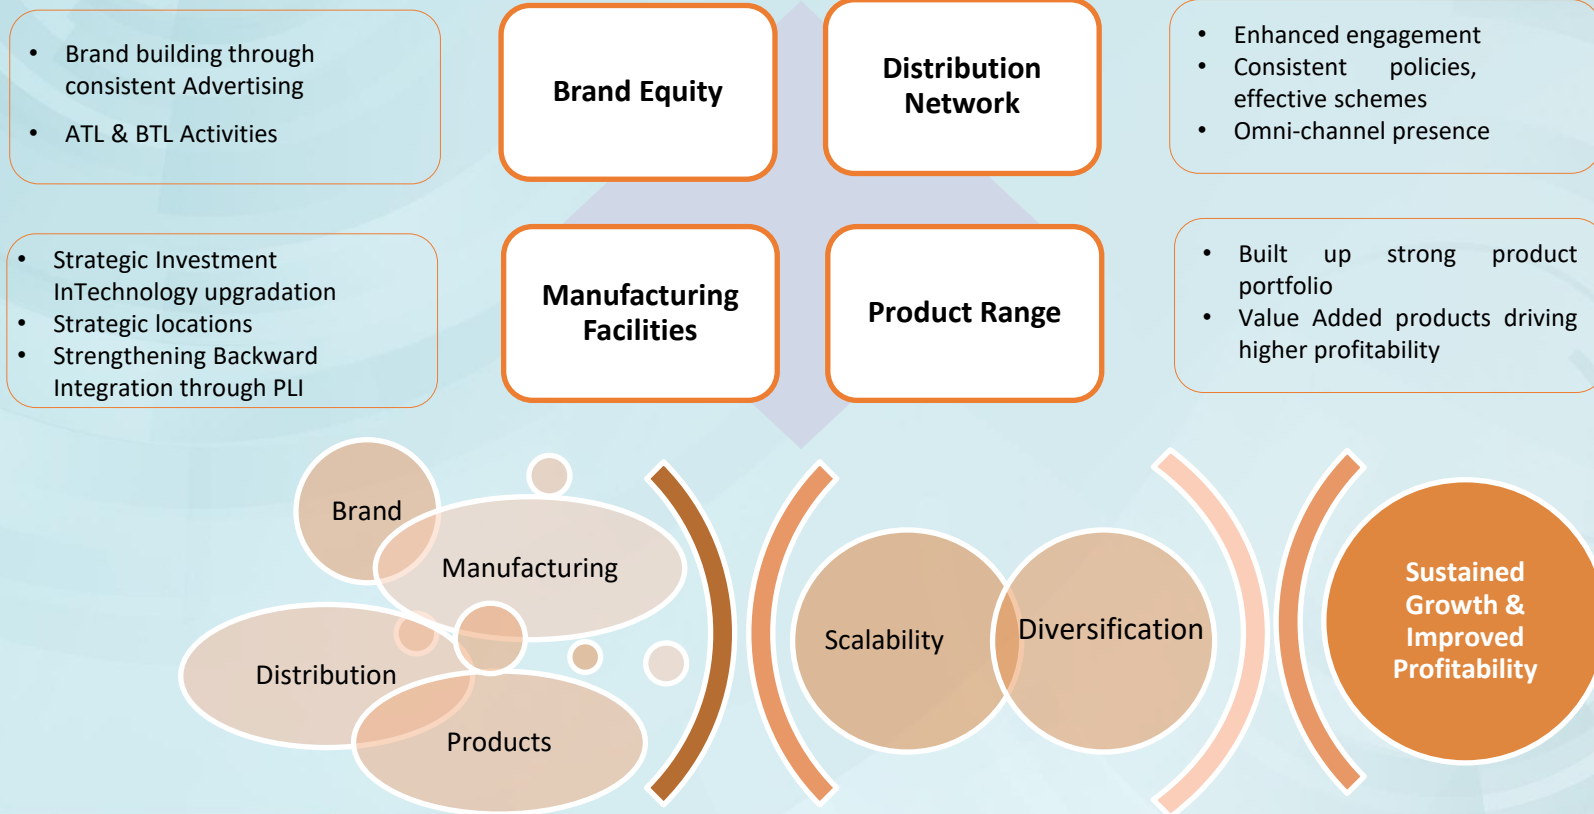 • Brand building through
consistent Advertising
• ATL & BTL Activities
Brand Equity
Distribution
Network
• Enhanced engagement
• Consistent policies,
effective schemes
• Omni-channel presence
• Strategic Investment
InTechnology upgradation
• Strategic locations
• Strengthening Backward
Integration through PLI
Manufacturing
Facilities
Product Range
• Built up strong product
portfolio
• Value Added products driving
higher profitability
Brand
Manufacturing
Distribution
Products
Scalability
Diversification
Sustained
Growth &
Improved
Profitability